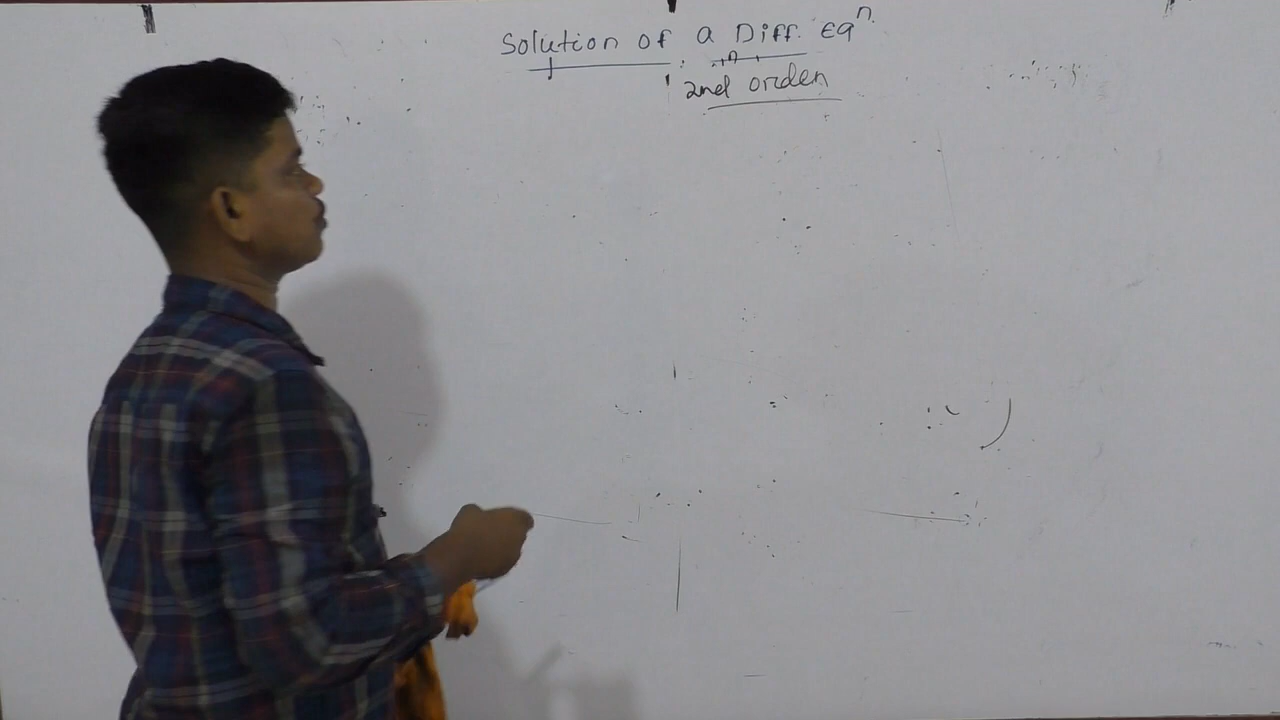 Solution of a Diff. Eqⁿ.
2nd order